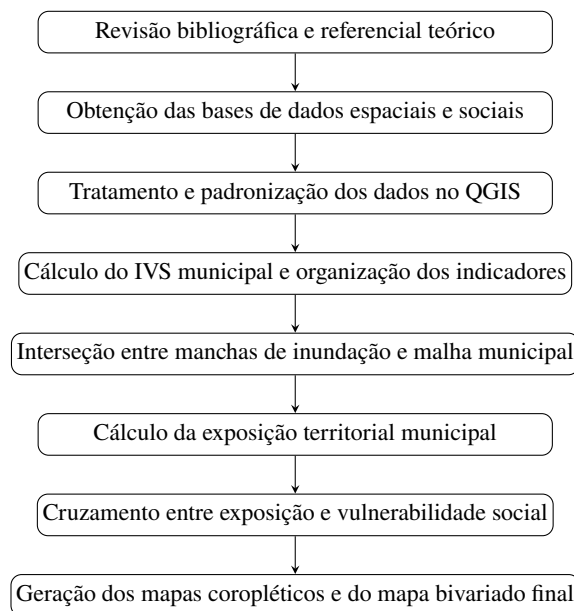 Revisão bibliográfica e referencial teórico
Obtenção das bases de dados espaciais e sociais
Tratamento e padronização dos dados no QGIS
Cálculo do IVS municipal e organização dos indicadores
Interseção entre manchas de inundação e malha municipal
Cálculo da exposição territorial municipal
Cruzamento entre exposição e vulnerabilidade social
Geração dos mapas coropléticos e do mapa bivariado final